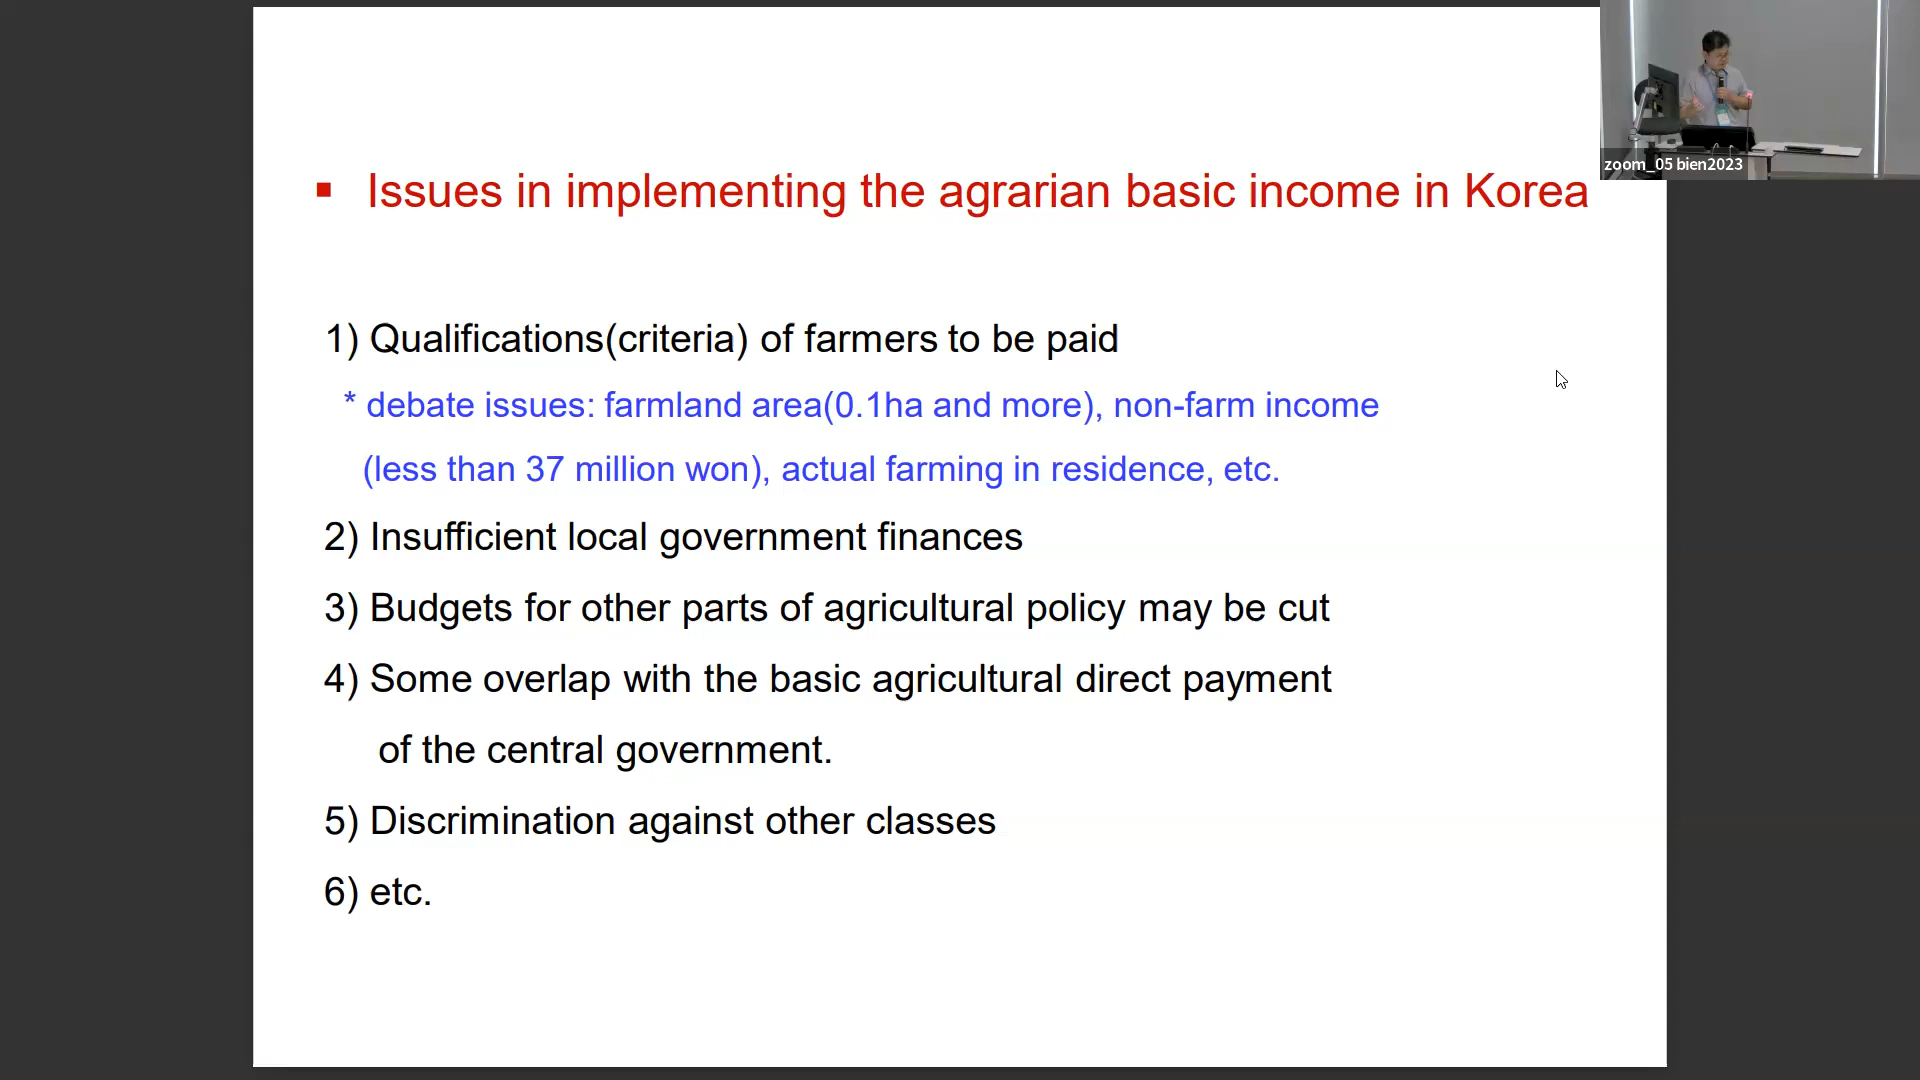 ▪ Issues in implementing the agrarian basic income in Korea
1) Qualifications(criteria) of farmers to be paid
* debate issues: farmland area(0.1ha and more), non-farm income
(less than 37 million won), actual farming in residence, etc.
2) Insufficient local government finances
3) Budgets for other parts of agricultural policy may be cut
4) Some overlap with the basic agricultural direct payment
of the central government.
5) Discrimination against other classes
6) etc.
zoom_05 bien2023